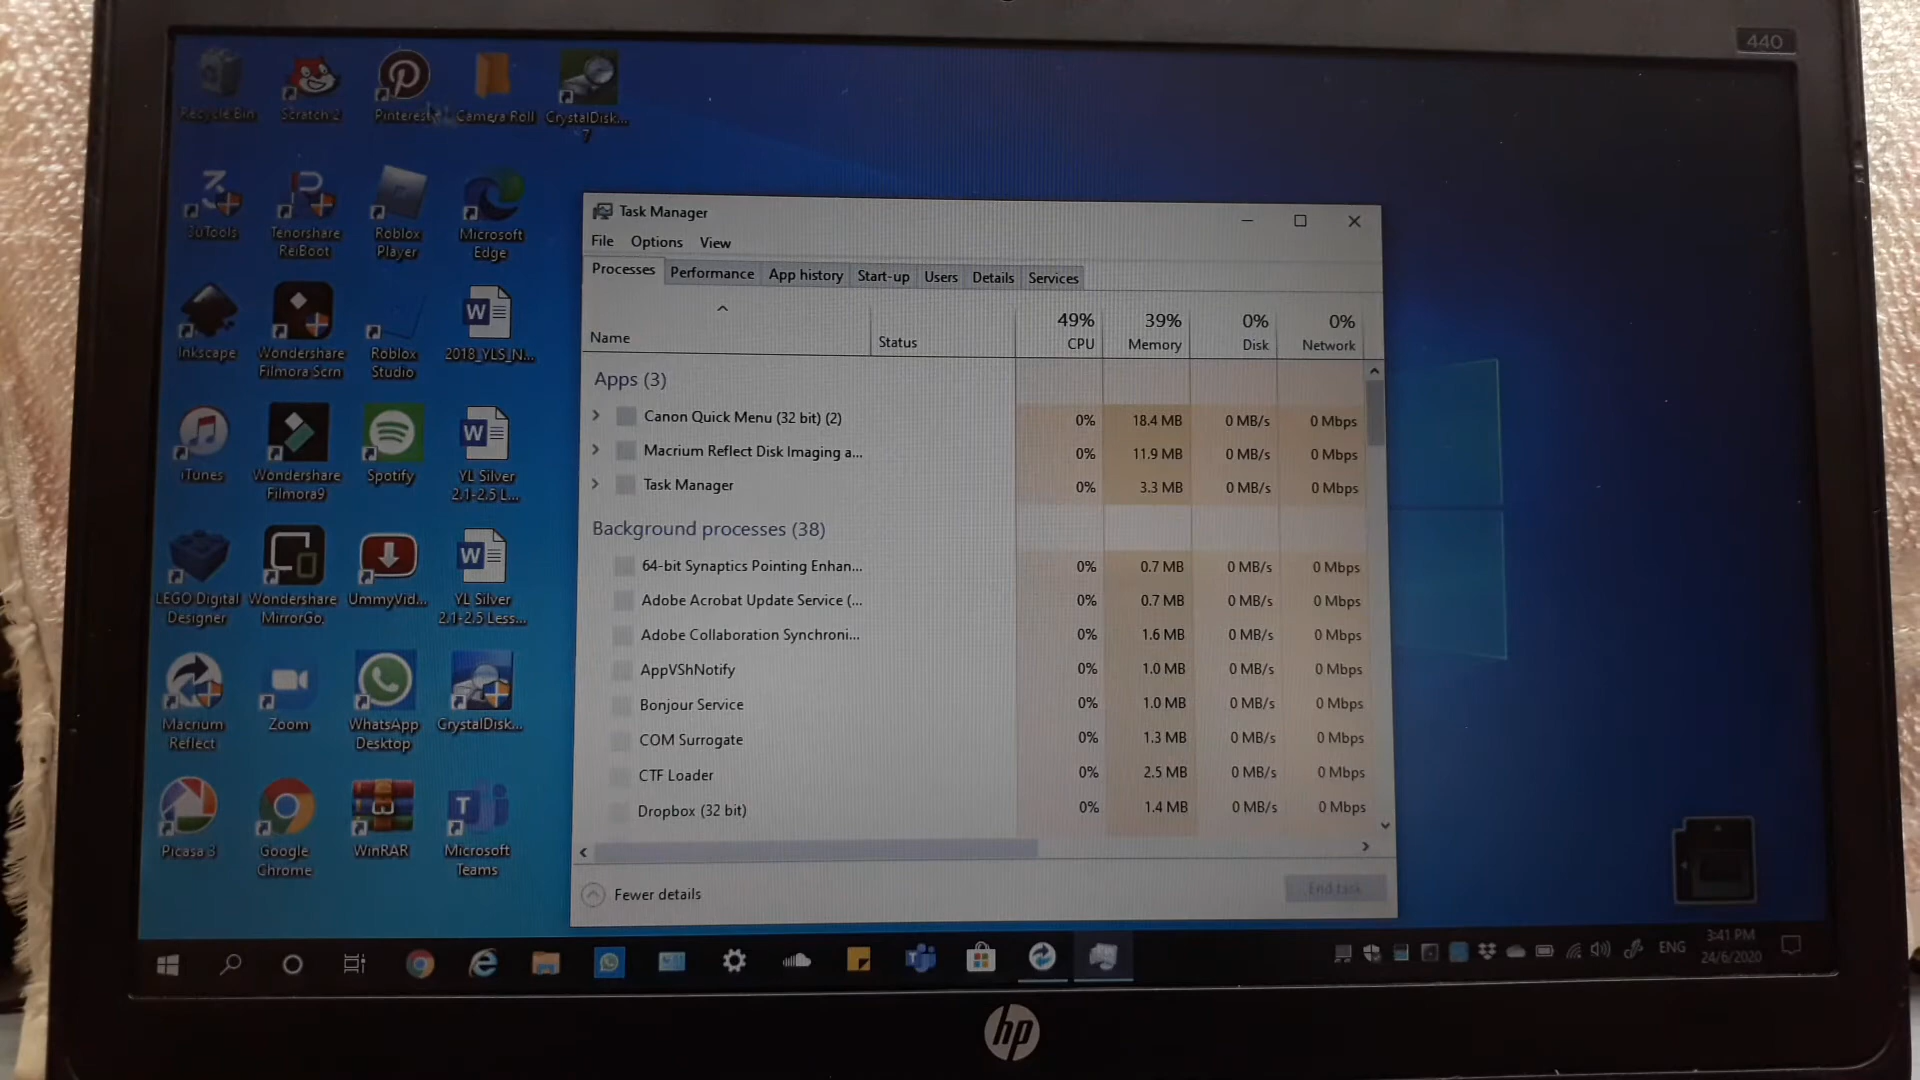 440
Recycle Bin
Scratch 2
Pinterest
Camera Roll
CrystalDisk...
7
3uTools
Tenorshare
ReiBoot
Roblox
Player
Microsoft
Edge
Inkscape
Wondershare
Filmora Scrn
Roblox
Studio
2018_YLS_N...
iTunes
Wondershare
Filmora9
Spotify
YL Silver
2.1-2.5 L...
LEGO Digital
Designer
Wondershare
MirrorGo
UmmyVid...
YL Silver
2.1-2.5 Less...
Macrium
Reflect
Zoom
WhatsApp
Desktop
CrystalDisk...
Picasa 3
Google
Chrome
WinRAR
Microsoft
Teams
Task Manager
File Options View
Processes Performance App history Start-up Users Details Services
49% 39% 0% 0%
Name Status CPU Memory Disk Network
Apps (3)
Canon Quick Menu (32 bit) (2) 0% 18.4 MB 0 MB/s 0 Mbps
Macrium Reflect Disk Imaging a... 0% 11.9 MB 0 MB/s 0 Mbps
Task Manager 0% 3.3 MB 0 MB/s 0 Mbps
Background processes (38)
64-bit Synaptics Pointing Enhan... 0% 0.7 MB 0 MB/s 0 Mbps
Adobe Acrobat Update Service (... 0% 0.7 MB 0 MB/s 0 Mbps
Adobe Collaboration Synchroni... 0% 1.6 MB 0 MB/s 0 Mbps
AppVShNotify 0% 1.0 MB 0 MB/s 0 Mbps
Bonjour Service 0% 1.0 MB 0 MB/s 0 Mbps
COM Surrogate 0% 1.3 MB 0 MB/s 0 Mbps
CTF Loader 0% 2.5 MB 0 MB/s 0 Mbps
Dropbox (32 bit) 0% 1.4 MB 0 MB/s 0 Mbps
Fewer details
End task
ENG
3:41 PM
24/6/2020
hp